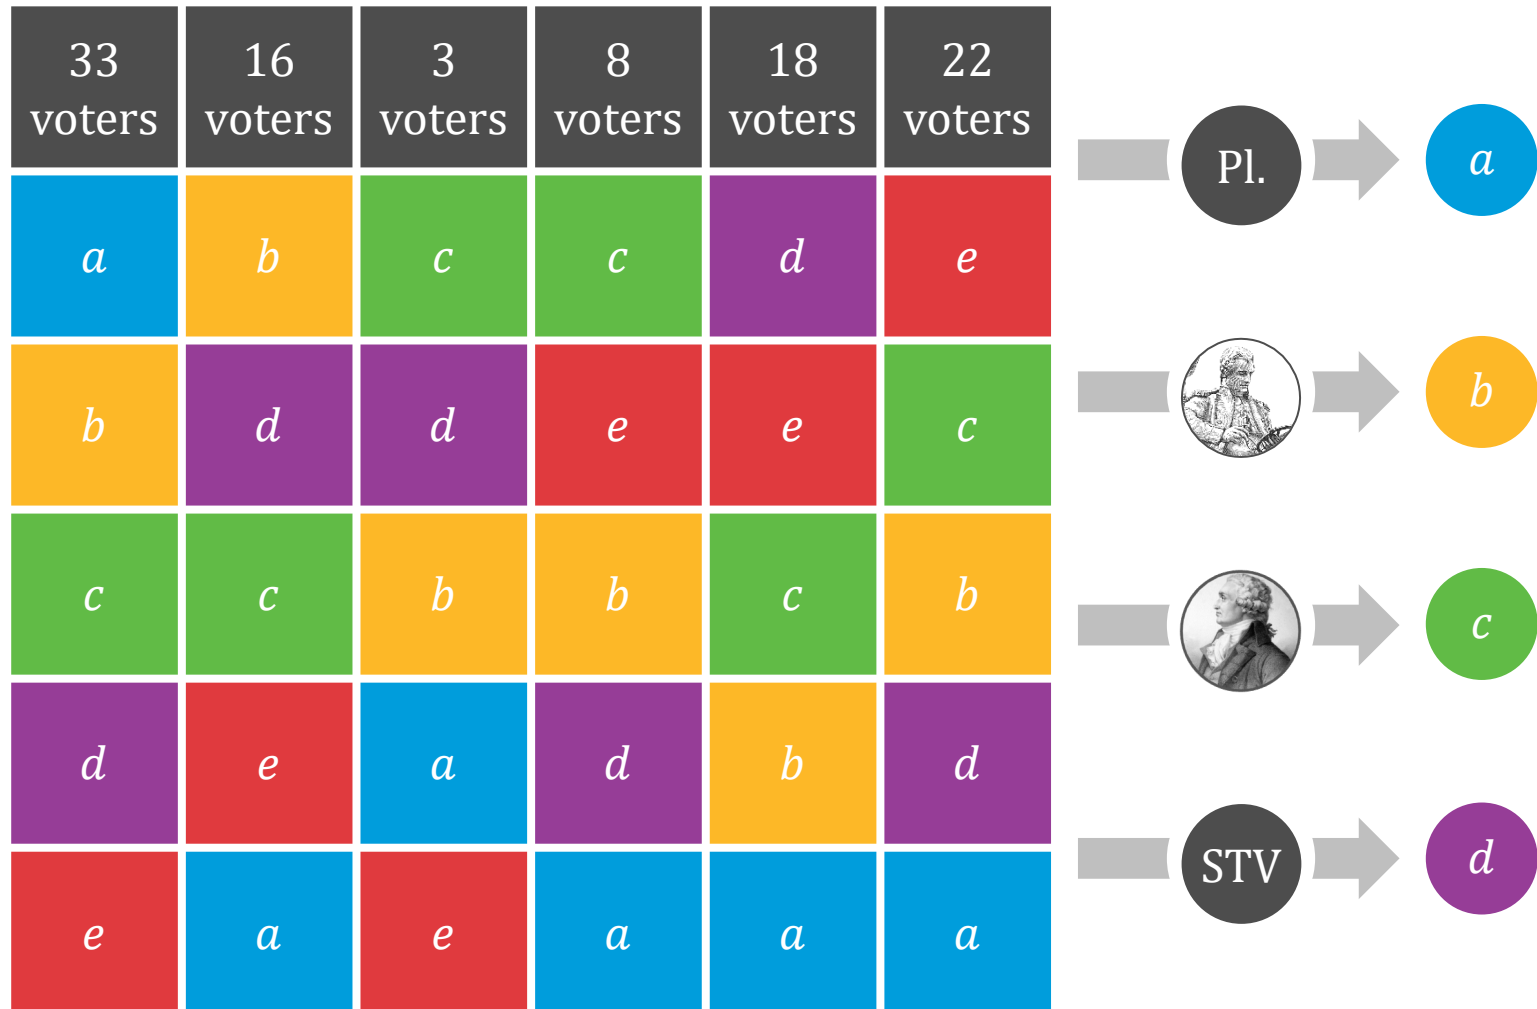 33 voters 16 voters 3 voters 8 voters 18 voters 22 voters
a b c c d e
b d d e e c
c c b b c b
d e a d b d
e a e a a a
Pl. a
b
c
STV d